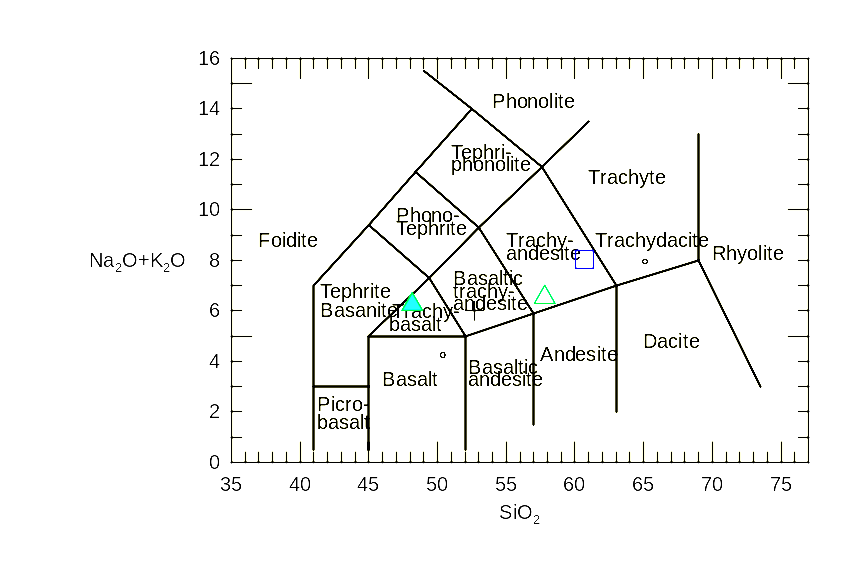 16
14
12
10
8
6
4
2
0
Na₂O+K₂O
Phonolite
Tephri-
phonolite
Trachyte
Phono-
Tephrite
Foidite
Trachy-
andesite
Trachydacite
Rhyolite
Basaltic
trachy-
andesite
Tephrite
Basanite
Trachy-
basalt
Basalt
Basaltic
andesite
Andesite
Dacite
Picro-
basalt
35 40 45 50 55 60 65 70 75
SiO₂